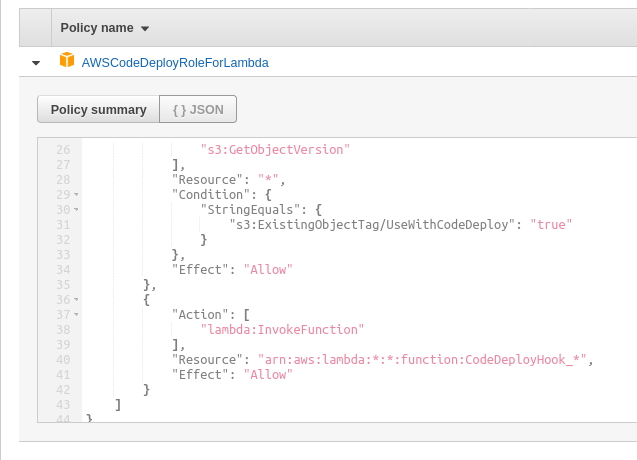 Policy name
AWSCodeDeployRoleForLambda
Policy summary { } JSON
26 "s3:GetObjectVersion"
27 ],
28 "Resource": "*",
29 "Condition": {
30 "StringEquals": {
31 "s3:ExistingObjectTag/UseWithCodeDeploy": "true"
32 }
33 },
34 "Effect": "Allow"
35 },
36 {
37 "Action": [
38 "lambda:InvokeFunction"
39 ],
40 "Resource": "arn:aws:lambda:*:*:function:CodeDeployHook_*",
41 "Effect": "Allow"
42 }
43 ]
44 }